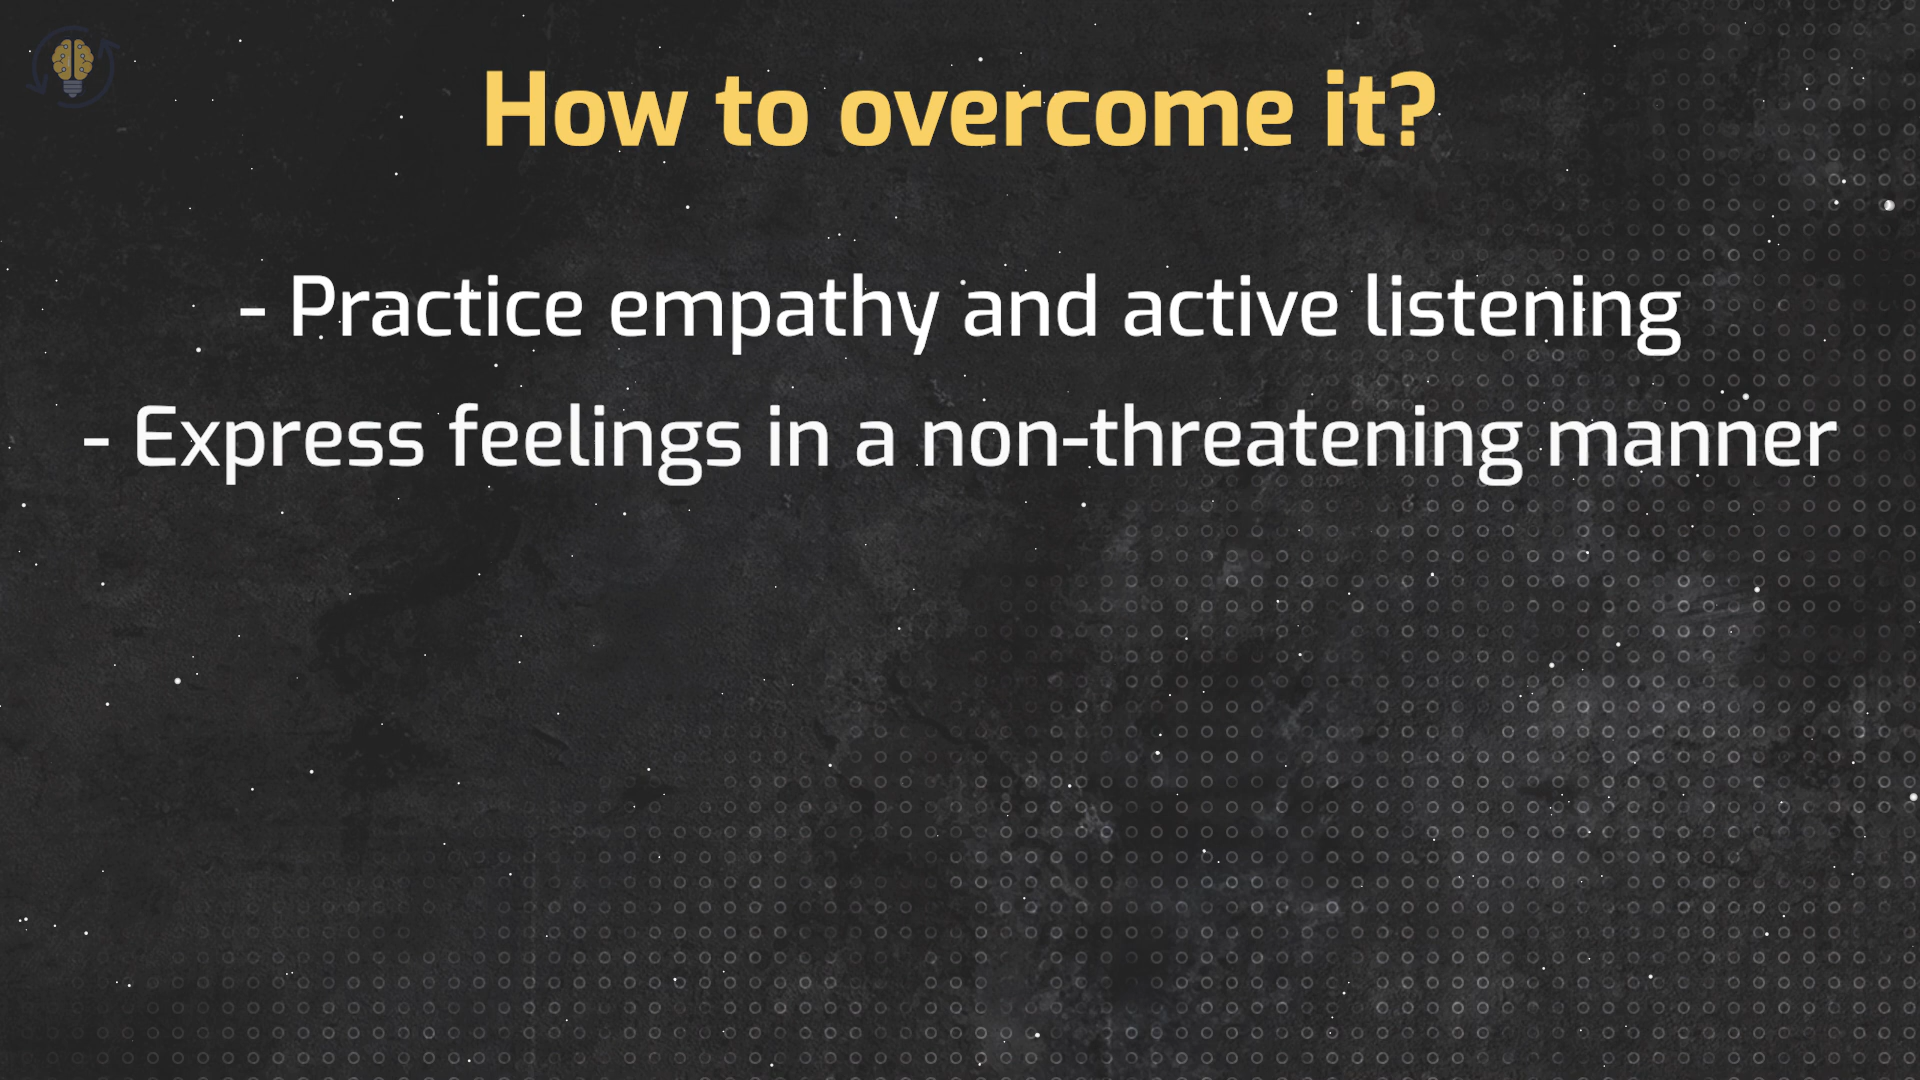 How to overcome it?
- Practice empathy and active listening
- Express feelings in a non-threatening manner